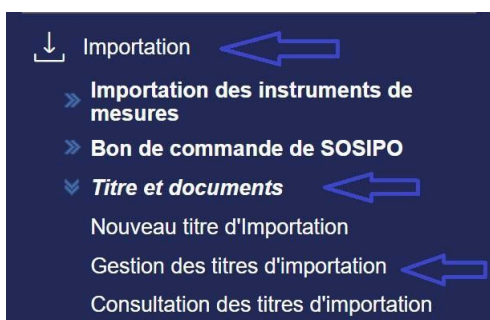 Importation
Importation des instruments de
mesures
Bon de commande de SOSIPO
Titre et documents
Nouveau titre d'Importation
Gestion des titres d'importation
Consultation des titres d'importation